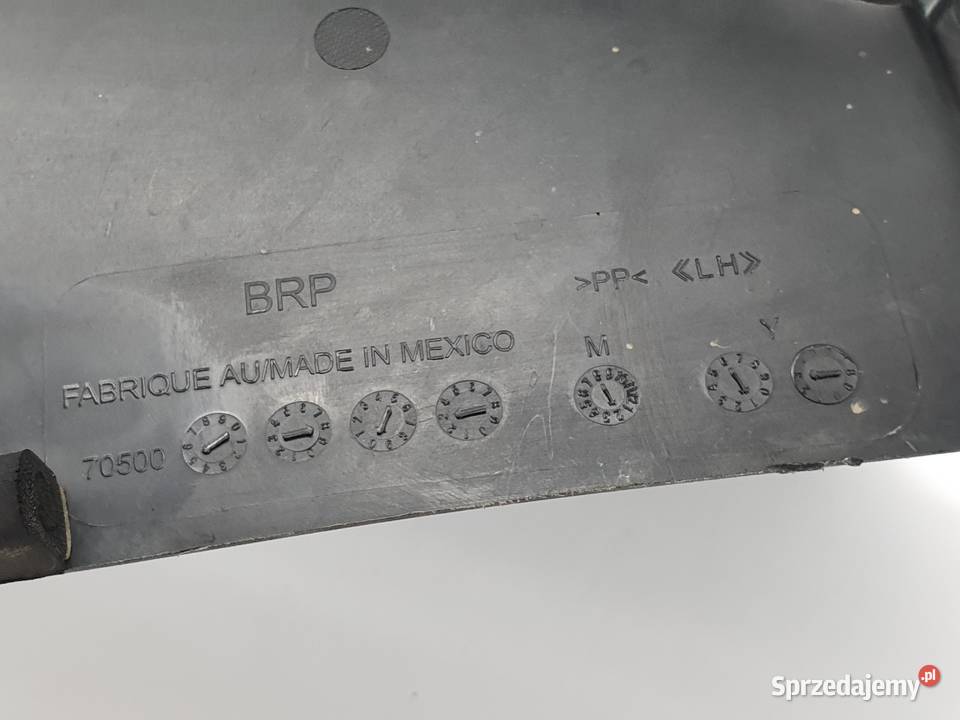 BRP >PP< «LH»
FABRIQUE AU/MADE IN MEXICO M Y
70500
Sprzedajemy.pl